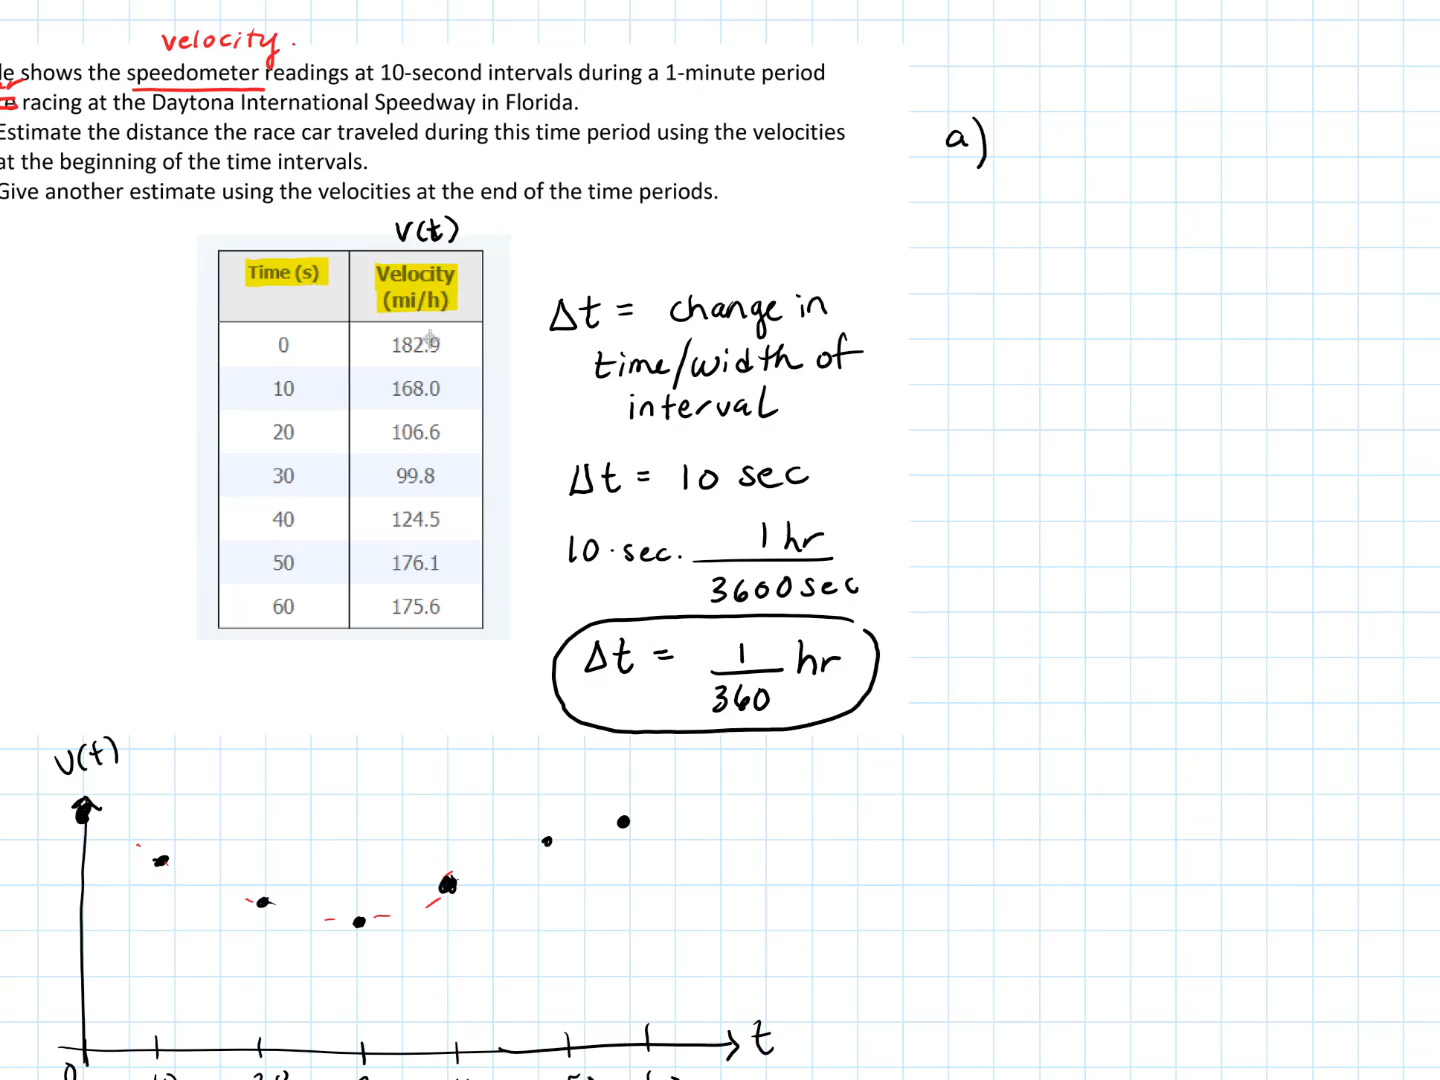 velocity.
le shows the speedometer readings at 10-second intervals during a 1-minute period
racing at the Daytona International Speedway in Florida.
Estimate the distance the race car traveled during this time period using the velocities
at the beginning of the time intervals.
Give another estimate using the velocities at the end of the time periods.
a)
v(t)
Time (s) Velocity (mi/h)
0 182.9
10 168.0
20 106.6
30 99.8
40 124.5
50 176.1
60 175.6
Δt = change in
time/width of
interval
Δt = 10 sec
10 · sec. 1 hr
3600 sec
Δt = 1 hr
360
v(t)
t
0